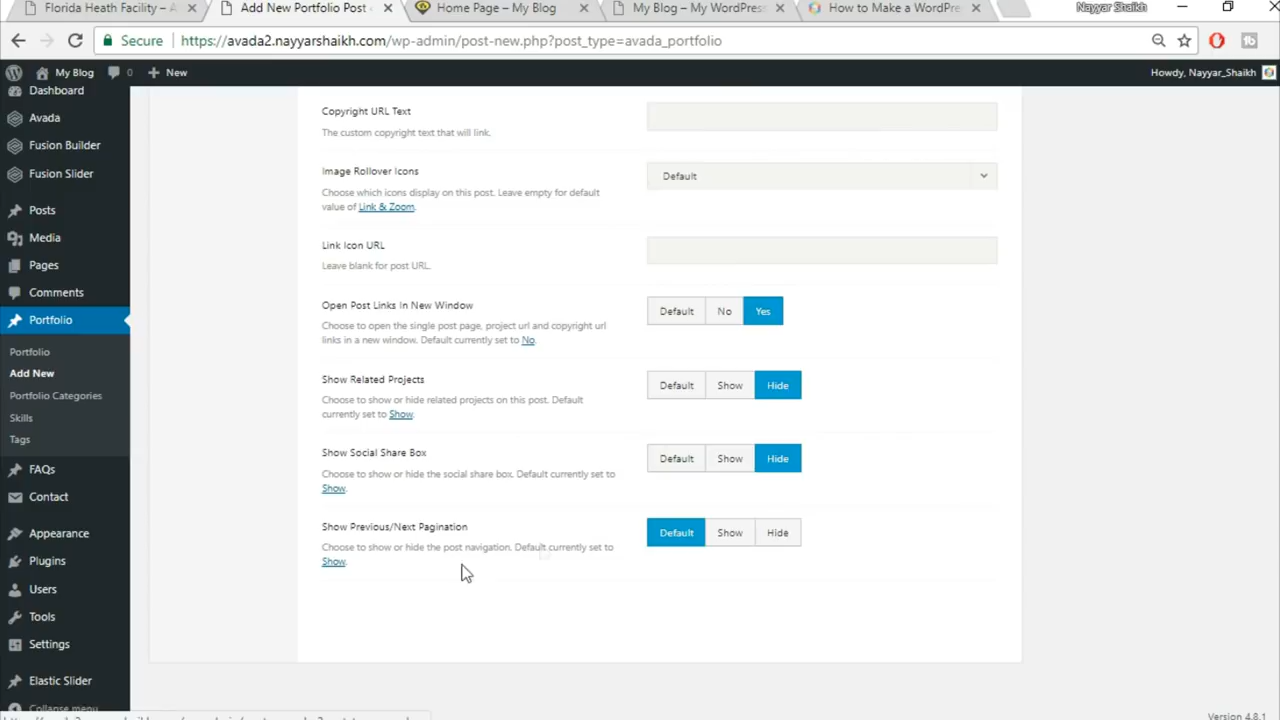 Florida Heath Facility – A
Add New Portfolio Post
Home Page – My Blog
My Blog – My WordPress
How to Make a WordPre
Nayyar Shaikh
Secure
https://avada2.nayyarshaikh.com/wp-admin/post-new.php?post_type=avada_portfolio
My Blog
0
New
Howdy, Nayyar_Shaikh
Dashboard
Avada
Fusion Builder
Fusion Slider
Posts
Media
Pages
Comments
Portfolio
Portfolio
Add New
Portfolio Categories
Skills
Tags
FAQs
Contact
Appearance
Plugins
Users
Tools
Settings
Elastic Slider
Collapse menu
Copyright URL Text
The custom copyright text that will link.
Image Rollover Icons
Choose which icons display on this post. Leave empty for default
value of Link & Zoom.
Default
Link Icon URL
Leave blank for post URL.
Open Post Links In New Window
Choose to open the single post page, project url and copyright url
links in a new window. Default currently set to No.
Default No Yes
Show Related Projects
Choose to show or hide related projects on this post. Default
currently set to Show.
Default Show Hide
Show Social Share Box
Choose to show or hide the social share box. Default currently set to
Show.
Default Show Hide
Show Previous/Next Pagination
Choose to show or hide the post navigation. Default currently set to
Show.
Default Show Hide
Version 4.8.1